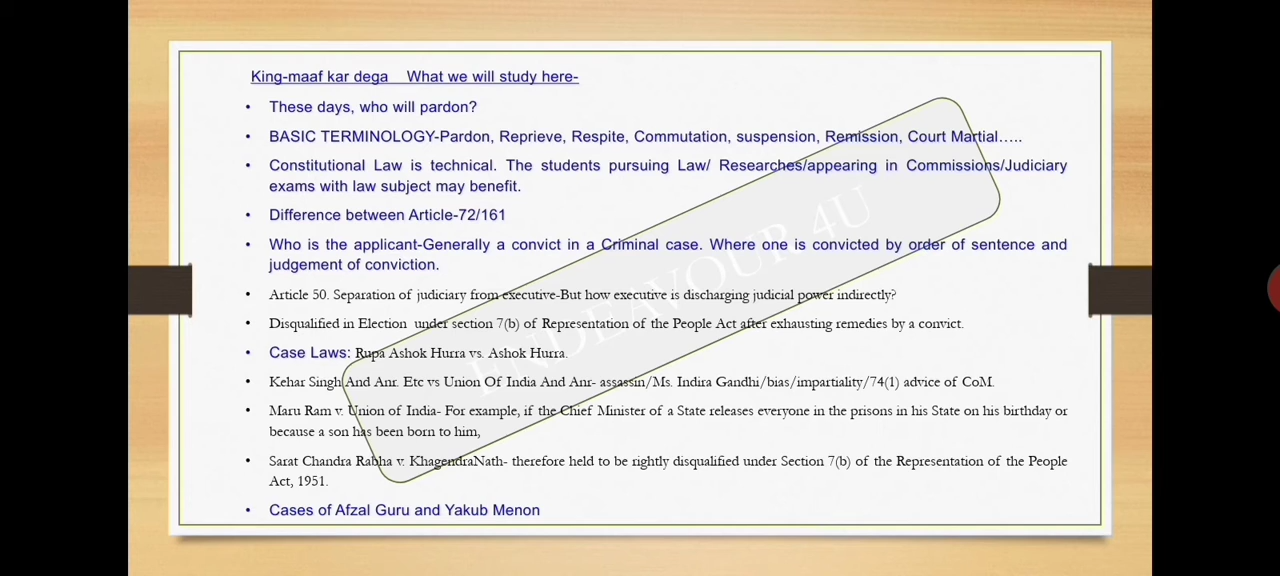 King-maaf kar dega    What we will study here-
• These days, who will pardon?
• BASIC TERMINOLOGY-Pardon, Reprieve, Respite, Commutation, suspension, Remission, Court Martial…..
• Constitutional Law is technical. The students pursuing Law/ Researches/appearing in Commissions/Judiciary
exams with law subject may benefit.
• Difference between Article-72/161
• Who is the applicant-Generally a convict in a Criminal case. Where one is convicted by order of sentence and
judgement of conviction.
• Article 50. Separation of judiciary from executive-But how executive is discharging judicial power indirectly?
• Disqualified in Election  under section 7(b) of Representation of the People Act after exhausting remedies by a convict.
• Case Laws: Rupa Ashok Hurra vs. Ashok Hurra.
• Kehar Singh And Anr. Etc vs Union Of India And Anr- assassin/Ms. Indira Gandhi/bias/impartiality/74(1) advice of CoM.
• Maru Ram v. Union of India- For example, if the Chief Minister of a State releases everyone in the prisons in his State on his birthday or
because a son has been born to him,
• Sarat Chandra Rabha v. KhagendraNath- therefore held to be rightly disqualified under Section 7(b) of the Representation of the People
Act, 1951.
• Cases of Afzal Guru and Yakub Menon
ENDEAVOUR 4U